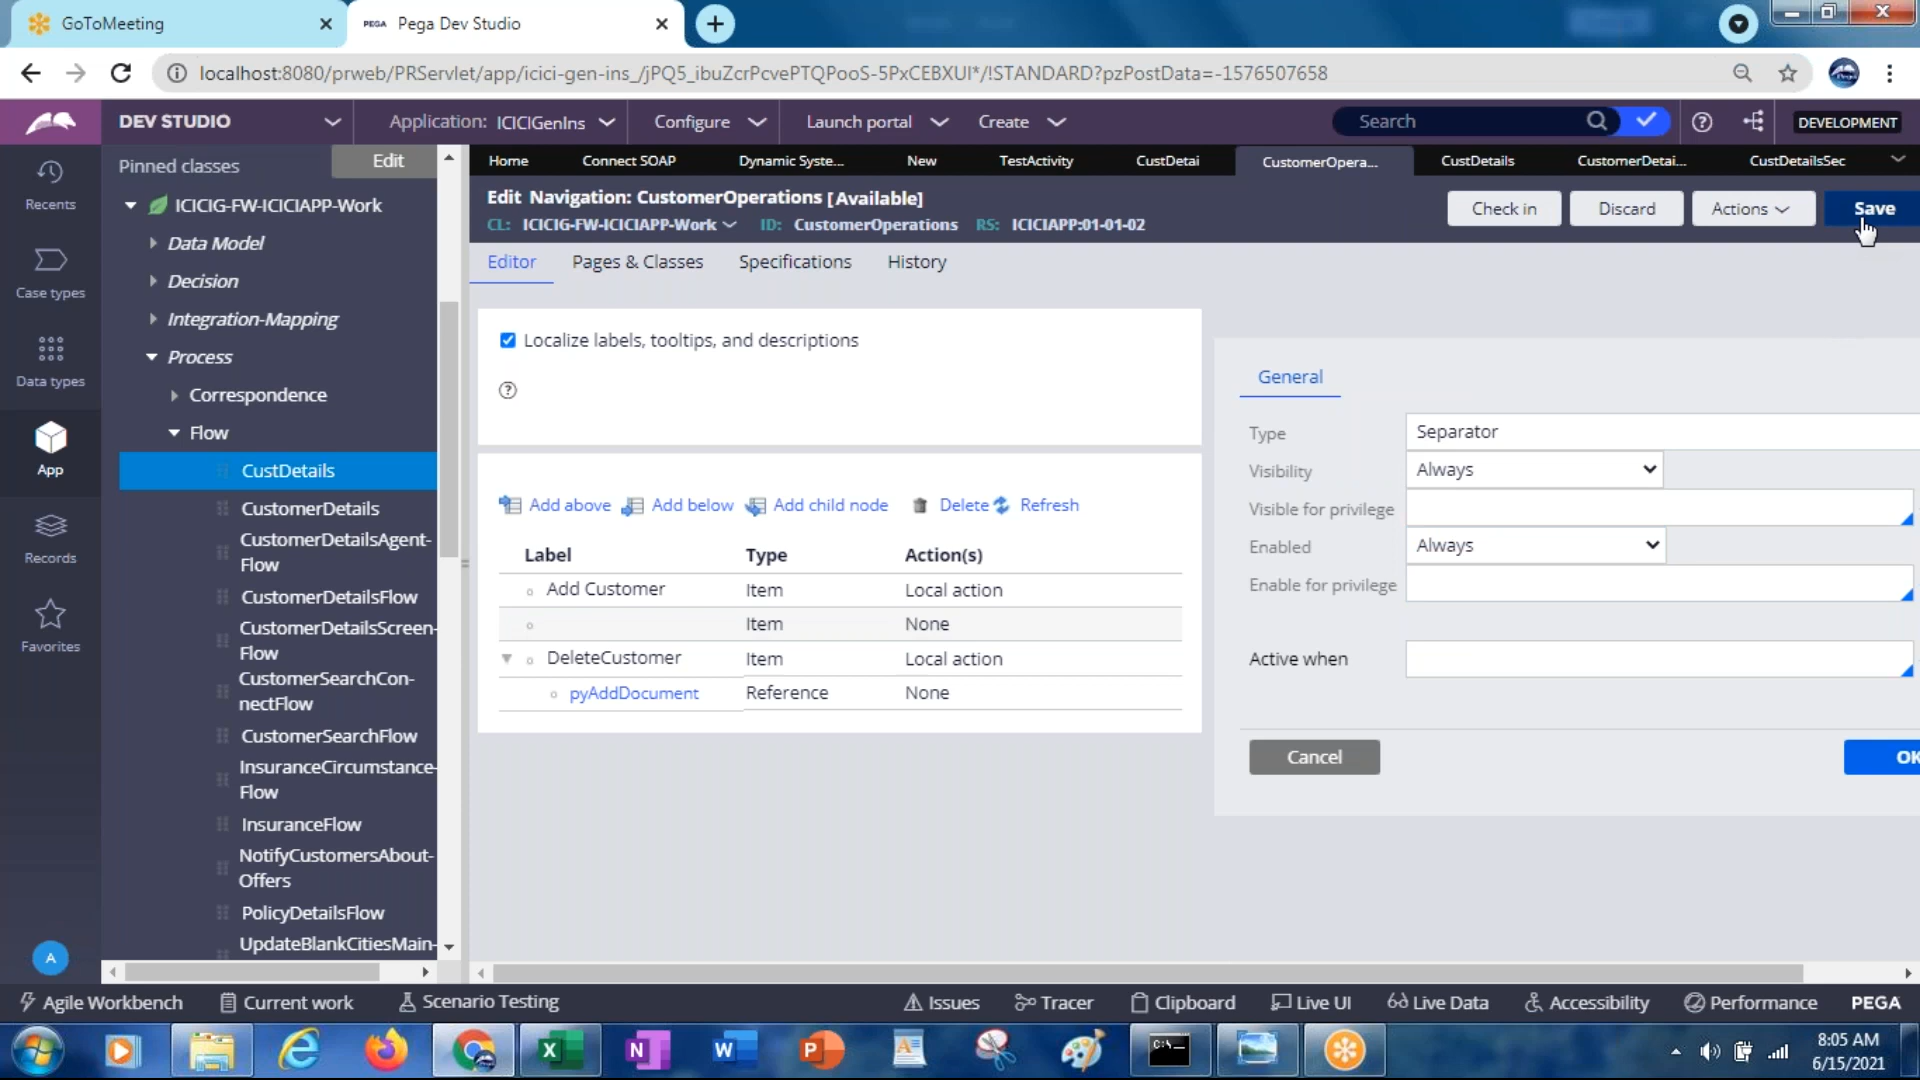 GoToMeeting
PEGA Pega Dev Studio
localhost:8080/prweb/PRServlet/app/icici-gen-ins_/jPQ5_ibuZcrPcvePTQPooS-5PxCEBXUI*/!STANDARD?pzPostData=-1576507658
DEV STUDIO
Application: ICICIGenIns
Configure
Launch portal
Create
Search
DEVELOPMENT
Recents
Case types
Data types
App
Records
Favorites
A
Pinned classes
Edit
ICICIG-FW-ICICIAPP-Work
Data Model
Decision
Integration-Mapping
Process
Correspondence
Flow
CustDetails
CustomerDetails
CustomerDetailsAgent-
Flow
CustomerDetailsFlow
CustomerDetailsScreen-
Flow
CustomerSearchCon-
nectFlow
CustomerSearchFlow
InsuranceCircumstance-
Flow
InsuranceFlow
NotifyCustomersAbout-
Offers
PolicyDetailsFlow
UpdateBlankCitiesMain-
Home
Connect SOAP
Dynamic Syste...
New
TestActivity
CustDetai
CustomerOpera...
CustDetails
CustomerDetai...
CustDetailsSec
Edit Navigation: CustomerOperations [Available]
CL: ICICIG-FW-ICICIAPP-Work ID: CustomerOperations RS: ICICIAPP:01-01-02
Check in
Discard
Actions
Save
Editor
Pages & Classes
Specifications
History
Localize labels, tooltips, and descriptions
?
Add above
Add below
Add child node
Delete
Refresh
Label Type Action(s)
Add Customer Item Local action
Item None
DeleteCustomer Item Local action
pyAddDocument Reference None
General
Type Separator
Visibility Always
Visible for privilege
Enabled Always
Enable for privilege
Active when
Cancel
OK
Agile Workbench
Current work
Scenario Testing
Issues
Tracer
Clipboard
Live UI
Live Data
Accessibility
Performance
PEGA
8:05 AM
6/15/2021